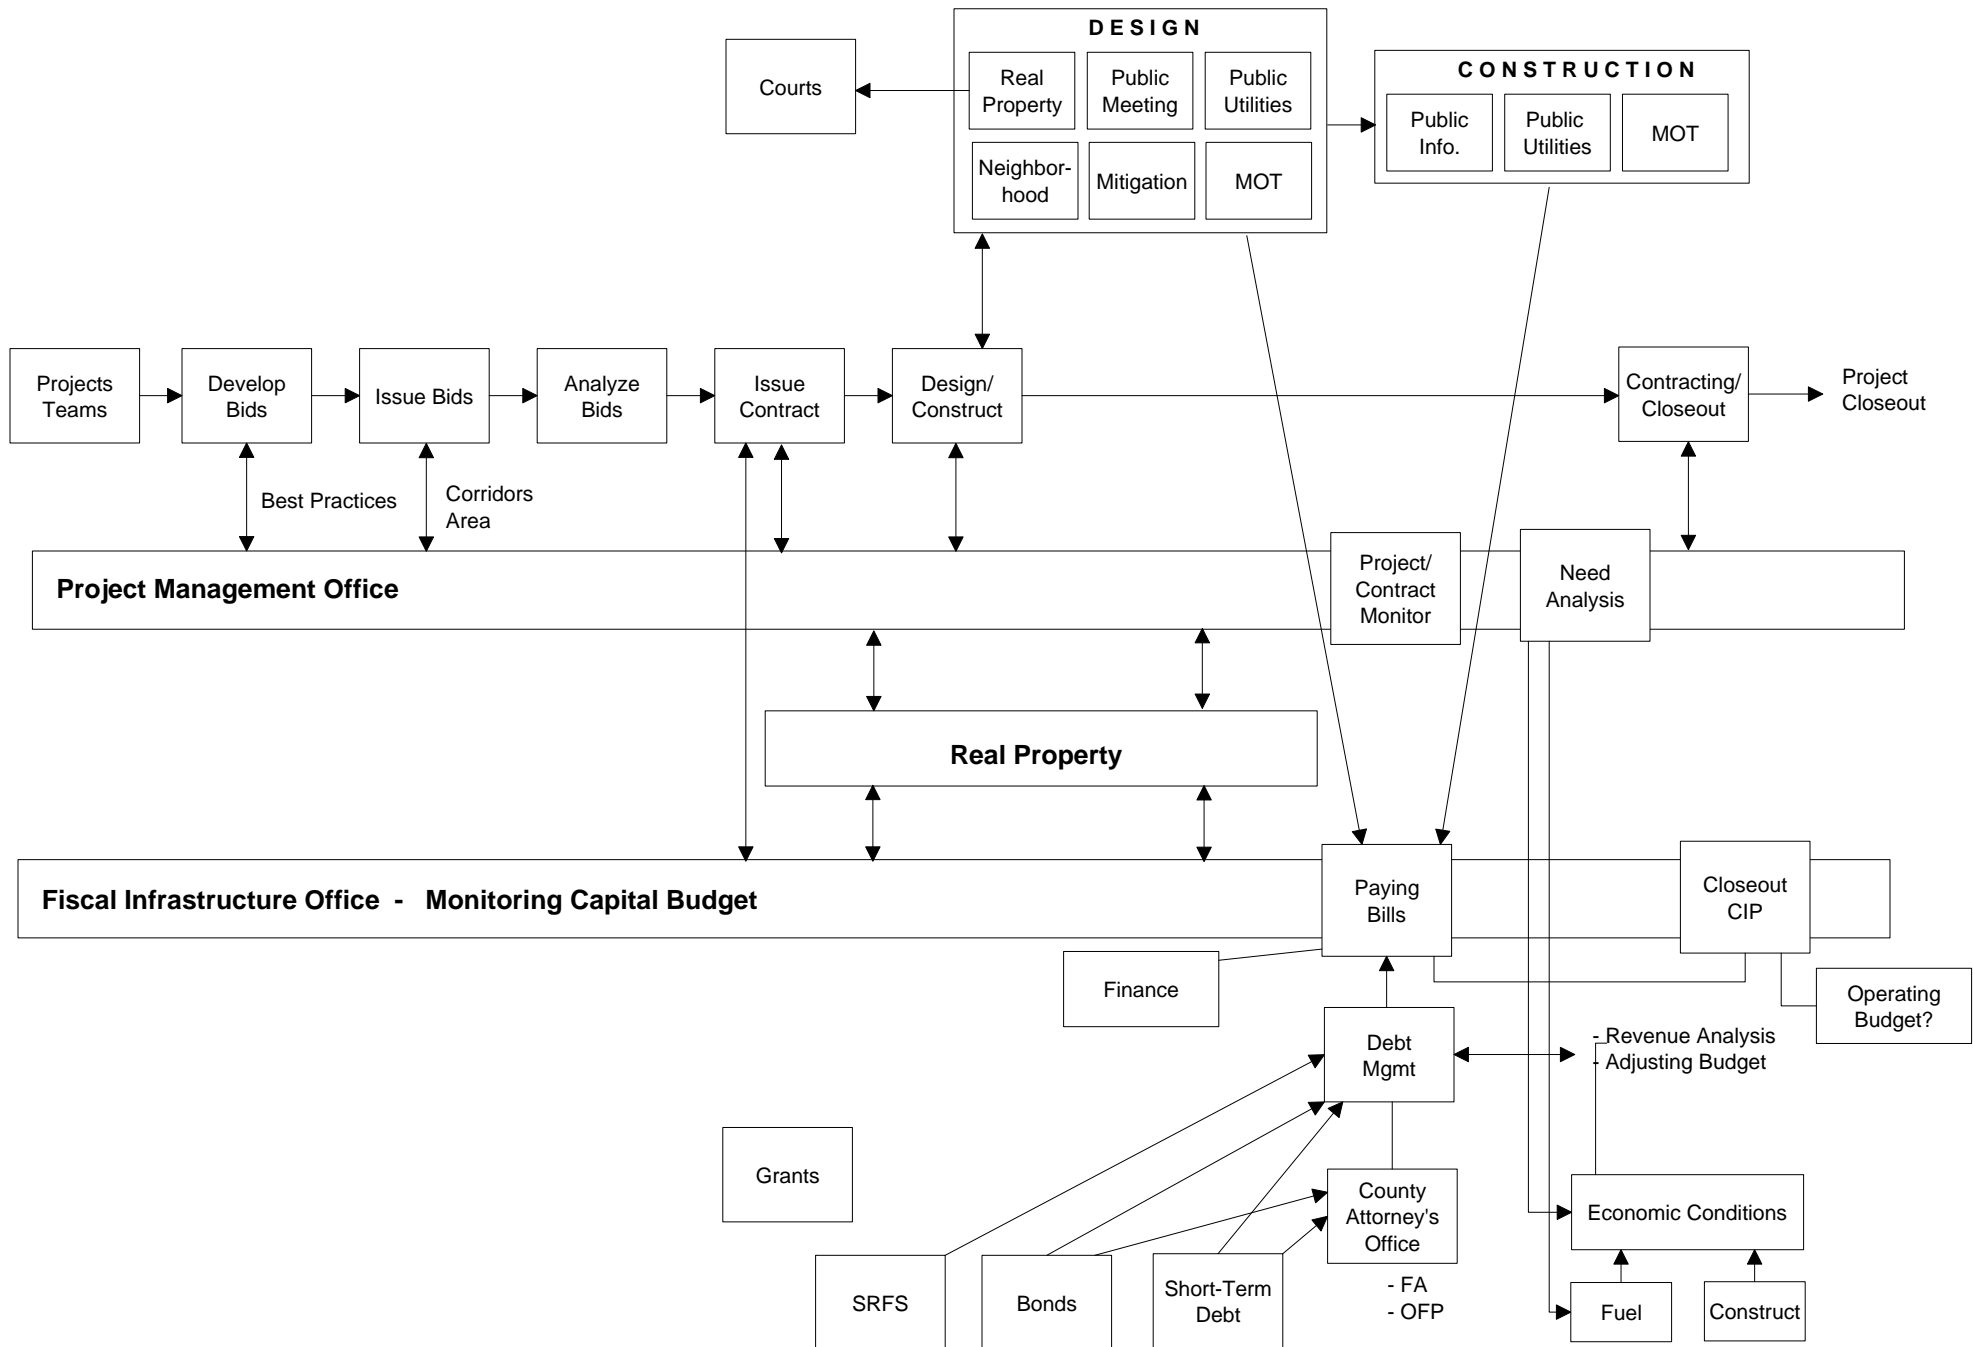 D E S I G N
Real
Property
Public
Meeting
Public
Utilities
Neighbor-
hood
Mitigation
MOT
Courts
C O N S T R U C T I O N
Public
Info.
Public
Utilities
MOT
Projects
Teams
Develop
Bids
Issue Bids
Analyze
Bids
Issue
Contract
Design/
Construct
Contracting/
Closeout
Project
Closeout
Best Practices
Corridors
Area
Project Management Office
Project/
Contract
Monitor
Need
Analysis
Real Property
Fiscal Infrastructure Office - Monitoring Capital Budget
Paying
Bills
Closeout
CIP
Finance
Operating
Budget?
Debt
Mgmt
- Revenue Analysis
- Adjusting Budget
Grants
County
Attorney's
Office
Economic Conditions
SRFS
Bonds
Short-Term
Debt
- FA
- OFP
Fuel
Construct